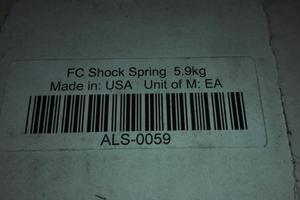 FC Shock Spring 5.9kg
Made in: USA Unit of M: EA
ALS-0059